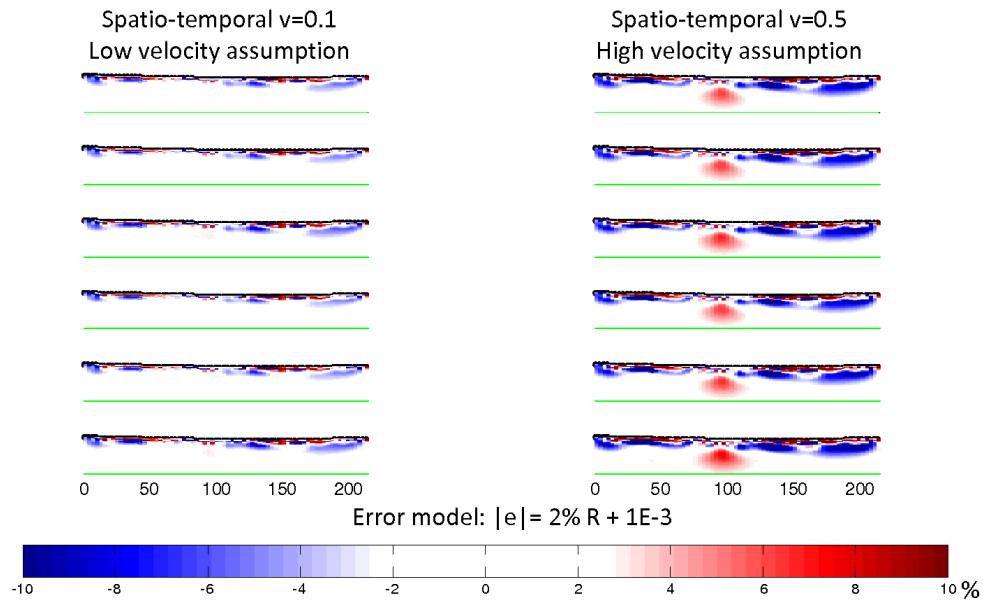 Spatio-temporal v=0.1
Low velocity assumption
Spatio-temporal v=0.5
High velocity assumption
0 50 100 150 200
0 50 100 150 200
Error model: |e|= 2% R + 1E-3
-10 -8 -6 -4 -2 0 2 4 6 8 10 %